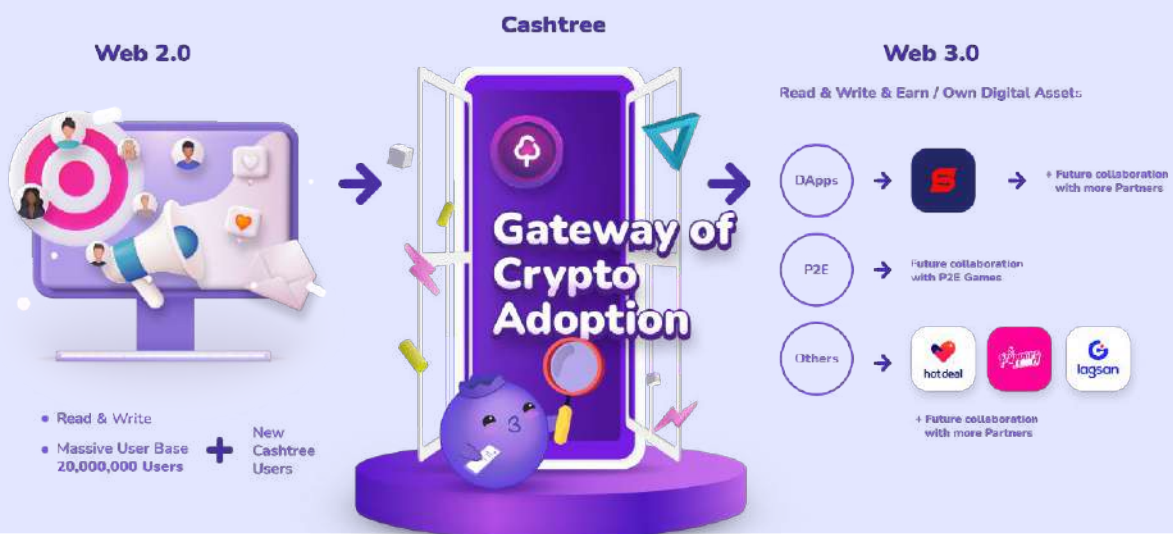 Cashtree
Web 2.0
Web 3.0
Read & Write & Earn / Own Digital Assets
DApps
+ Future collaboration
with more Partners
Gateway of
Crypto
Adoption
P2E
Future collaboration
with P2E Games
Others
hotdeal
lagsan
+ Future collaboration
with more Partners
Read & Write
Massive User Base
20,000,000 Users
New
Cashtree
Users